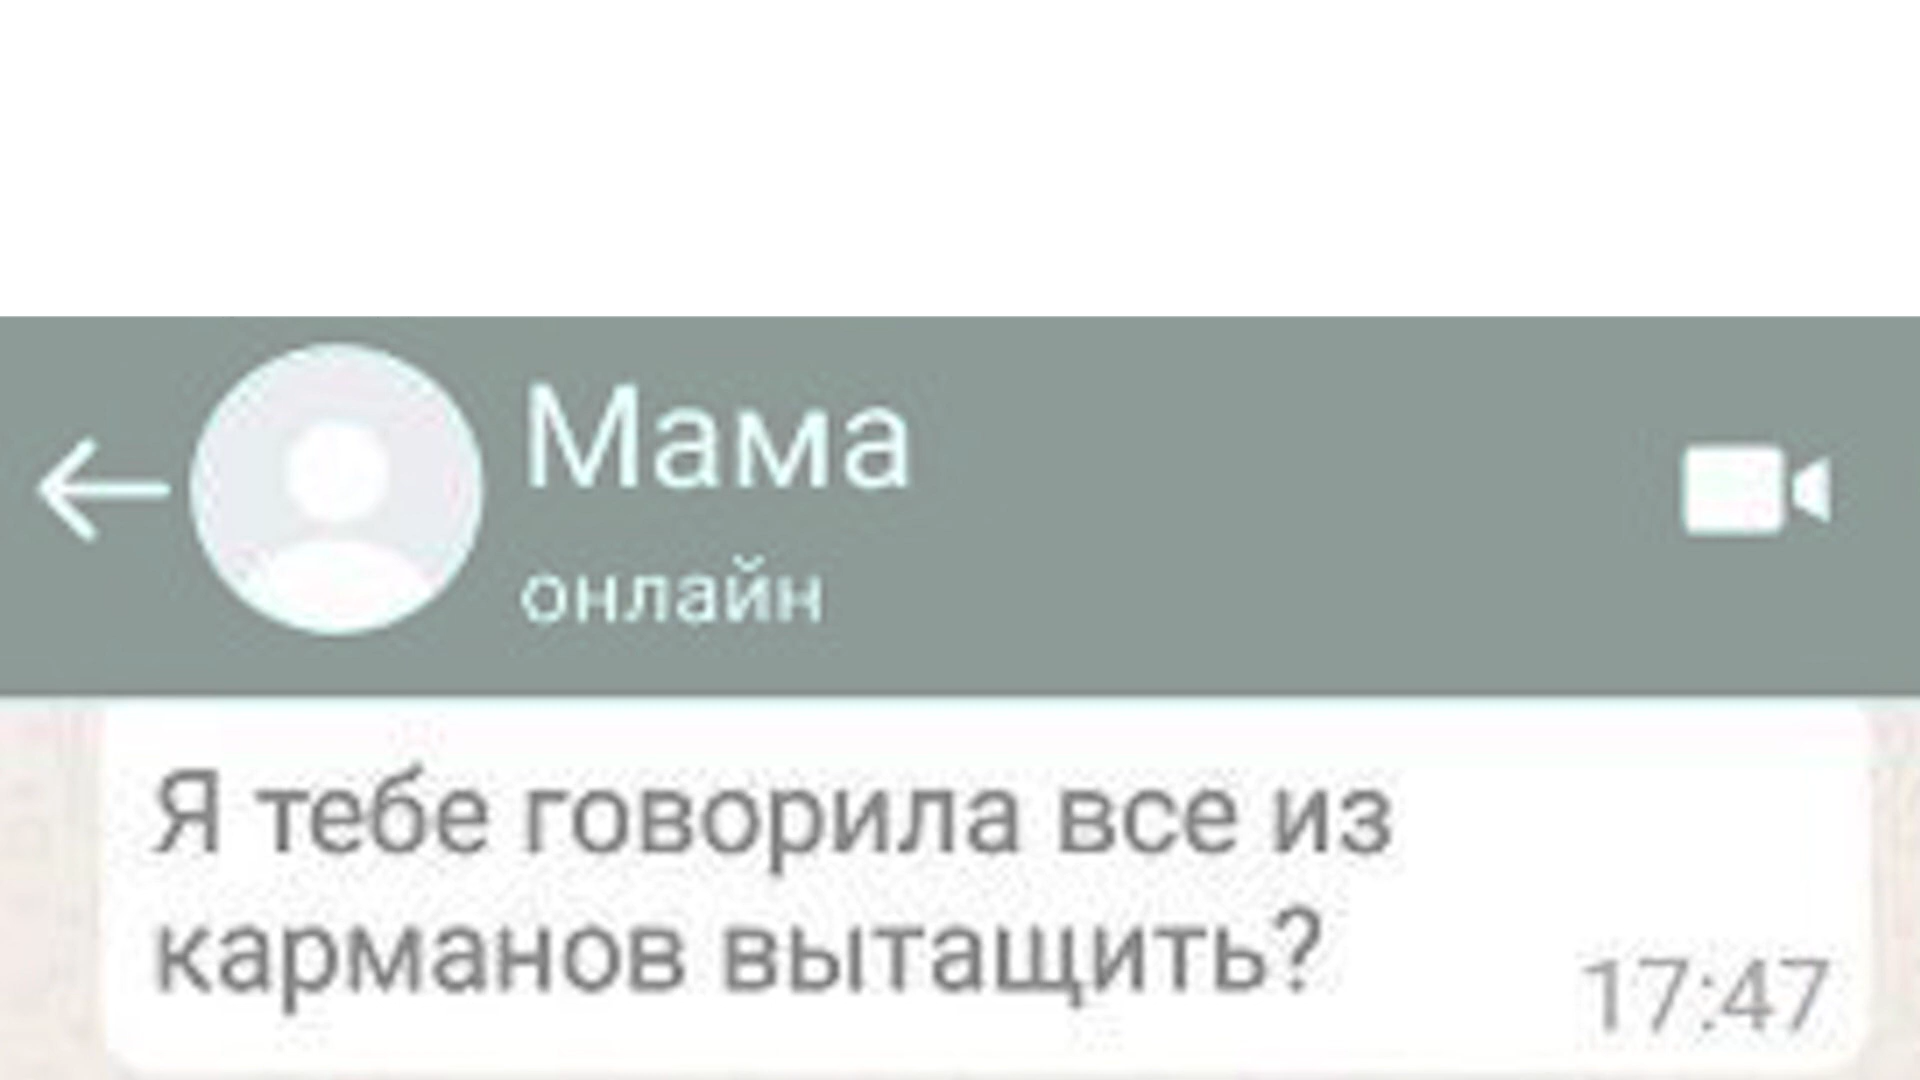 Мама
онлайн
Я тебе говорила все из
карманов вытащить?
17:47